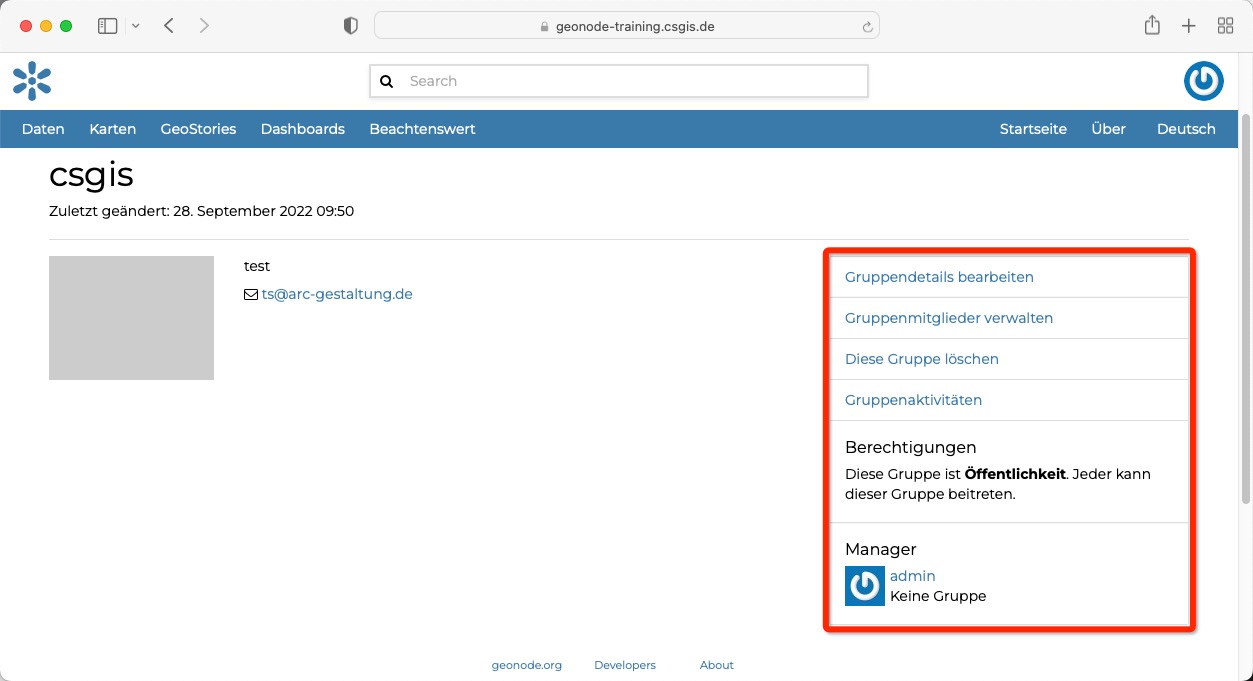 geonode-training.csgis.de
Search
Daten Karten GeoStories Dashboards Beachtenswert Startseite Über Deutsch
csgis
Zuletzt geändert: 28. September 2022 09:50
test
ts@arc-gestaltung.de
Gruppendetails bearbeiten
Gruppenmitglieder verwalten
Diese Gruppe löschen
Gruppenaktivitäten
Berechtigungen
Diese Gruppe ist Öffentlichkeit. Jeder kann
dieser Gruppe beitreten.
Manager
admin
Keine Gruppe
geonode.org Developers About